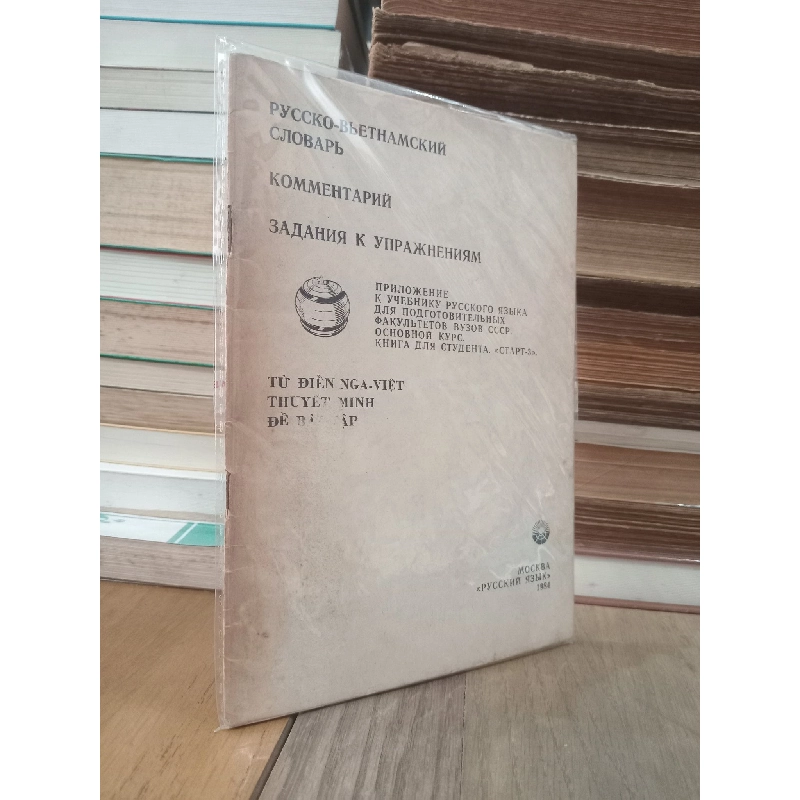 РУССКО-ВЬЕТНАМСКИЙ
СЛОВАРЬ
КОММЕНТАРИЙ
ЗАДАНИЯ К УПРАЖНЕНИЯМ
ПРИЛОЖЕНИЕ
К УЧЕБНИКУ РУССКОГО ЯЗЫКА
ДЛЯ ПОДГОТОВИТЕЛЬНЫХ
ФАКУЛЬТЕТОВ ВУЗОВ СССР.
ОСНОВНОЙ КУРС.
КНИГА ДЛЯ СТУДЕНТА.
TỪ ĐIỂN NGA-VIỆT
THUYẾT MINH
ĐỀ
МОСКВА
«РУССКИЙ ЯЗЫК»